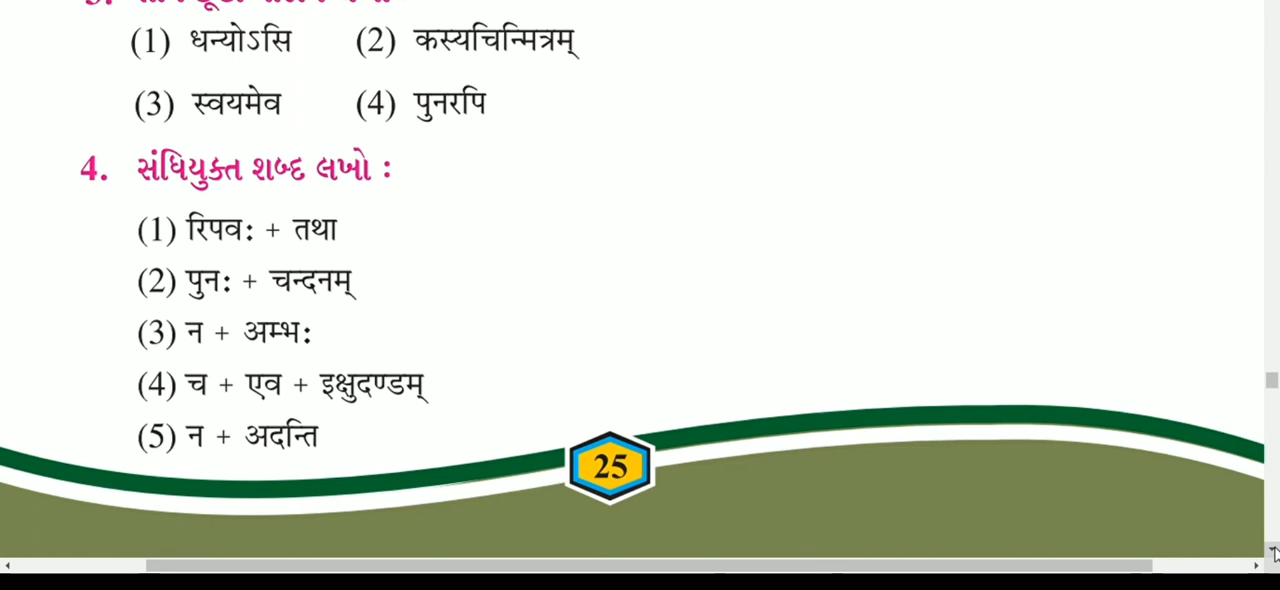 (1) धन्योऽसि (2) कस्यचिन्मित्रम्
(3) स्वयमेव (4) पुनरपि
4. સંધિયુક્ત શબ્દ લખો :
(1) रिपवः + तथा
(2) पुनः + चन्दनम्
(3) न + अम्भः
(4) च + एव + इक्षुदण्डम्
(5) न + अदन्ति
25